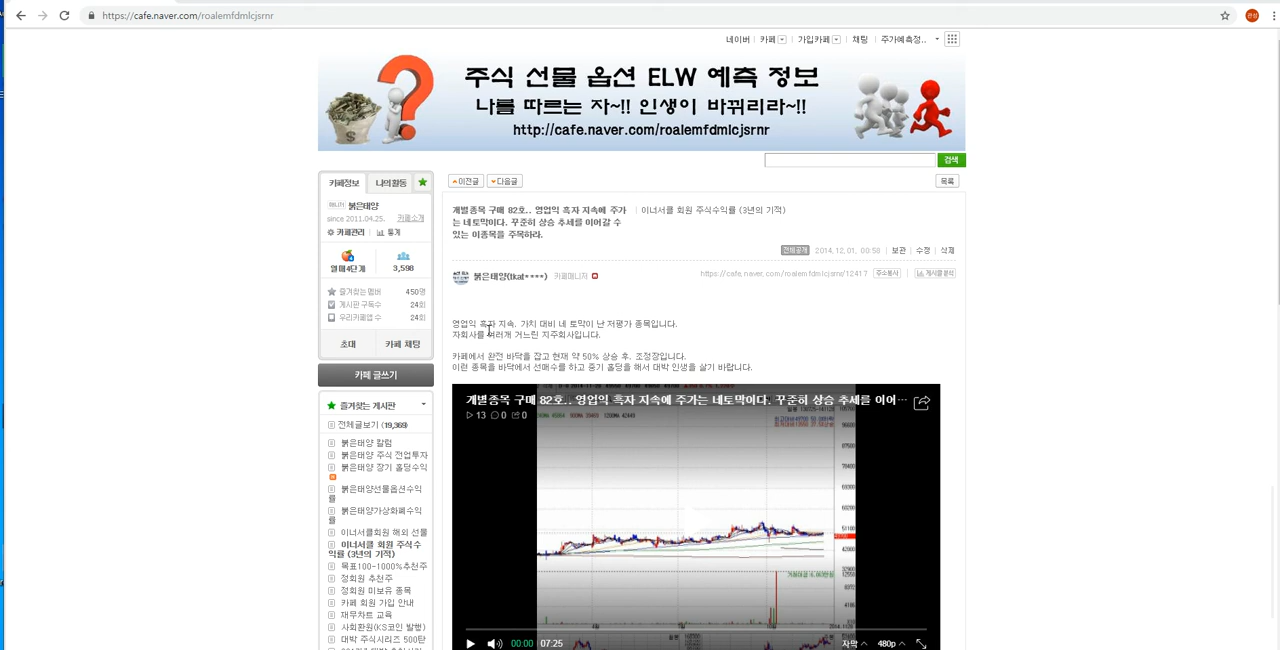 https://cafe.naver.com/roalemfdmlcjsrnr
네이버 카페 가입카페 채팅 주가예측정..
주식 선물 옵션 ELW 예측 정보
나를 따르는 자~!! 인생이 바뀌리라~!!
http://cafe.naver.com/roalemfdmlcjsrnr
검색
카페정보 나의활동
이전글 다음글 목록
매니저 붉은태양
since 2011.04.25. 카페소개
카페관리 통계
열매4단계 3,598
즐겨찾는 멤버 450명
게시판 구독수 24회
우리카페앱 수 24회
초대 카페 채팅
카페 글쓰기
즐겨찾는 게시판
전체글보기 (19,369)
붉은태양 칼럼
붉은태양 주식 전업투자
붉은태양 장기 홀딩수익
붉은태양선물옵션수익
률
붉은태양가상화폐수익
률
이너서클회원 해외 선물
이너서클 회원 주식수
익률 (3년의 기적)
목표100-1000%추천주
정회원 추천주
정회원 미보유 종목
카페 회원 가입 안내
재무차트 교육
사회환원(KS코인 발행)
대박 주식시리즈 500탄
개별종목 구매 82호.. 영업익 흑자 지속에 주가
는 네토막이다. 꾸준히 상승 추세를 이어갈 수
있는 이종목을 주목하라.
이너서클 회원 주식수익률 (3년의 기적)
전체공개 2014.12.01. 00:58 보관 수정 삭제
붉은태양(tkat****) 카페매니저
https://cafe.naver.com/roalemfdmlcjsrnr/12417 주소복사 게시글 분석
영업익 흑자 지속. 가치 대비 네 토막이 난 저평가 종목입니다.
자회사를 여러개 거느린 지주회사입니다.
카페에서 완전 바닥을 잡고 현재 약 50% 상승 후. 조정장입니다.
이런 종목을 바닥에서 선매수를 하고 중기 홀딩을 해서 대박 인생을 살기 바랍니다.
개별종목 구매 82호.. 영업익 흑자 지속에 주가는 네토막이다. 꾸준히 상승 추세를 이어…
13 0 0
00:00 07:25 자막 480p